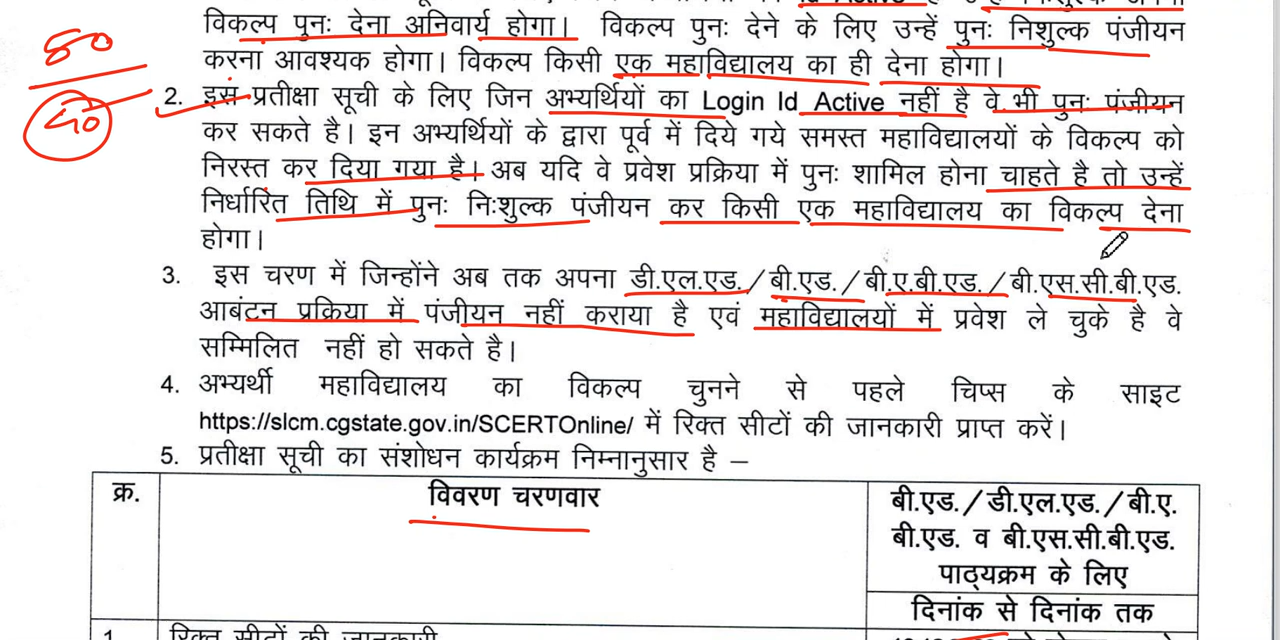 Id Active
विकल्प पुनः देना अनिवार्य होगा। विकल्प पुनः देने के लिए उन्हें पुनः निशुल्क पंजीयन
करना आवश्यक होगा। विकल्प किसी एक महाविद्यालय का ही देना होगा।
50
2. इस प्रतीक्षा सूची के लिए जिन अभ्यर्थियों का Login Id Active नहीं है वे भी पुनः पंजीयन
कर सकते है। इन अभ्यर्थियों के द्वारा पूर्व में दिये गये समस्त महाविद्यालयों के विकल्प को
निरस्त कर दिया गया है। अब यदि वे प्रवेश प्रक्रिया में पुनः शामिल होना चाहते है तो उन्हें
निर्धारित तिथि में पुनः निःशुल्क पंजीयन कर किसी एक महाविद्यालय का विकल्प देना
होगा।
3. इस चरण में जिन्होंने अब तक अपना डी.एल.एड./बी.एड./बी.ए.बी.एड./बी.एस.सी.बी.एड.
आबंटन प्रक्रिया में पंजीयन नहीं कराया है एवं महाविद्यालयों में प्रवेश ले चुके है वे
सम्मिलित नहीं हो सकते है।
4. अभ्यर्थी महाविद्यालय का विकल्प चुनने से पहले चिप्स के साइट
https://slcm.cgstate.gov.in/SCERTOnline/ में रिक्त सीटों की जानकारी प्राप्त करें।
5. प्रतीक्षा सूची का संशोधन कार्यक्रम निम्नानुसार है –
क्र. विवरण चरणवार
बी.एड./डी.एल.एड./बी.ए.
बी.एड. व बी.एस.सी.बी.एड.
पाठ्यक्रम के लिए
दिनांक से दिनांक तक
1. रिक्त सीटों की जानकारी